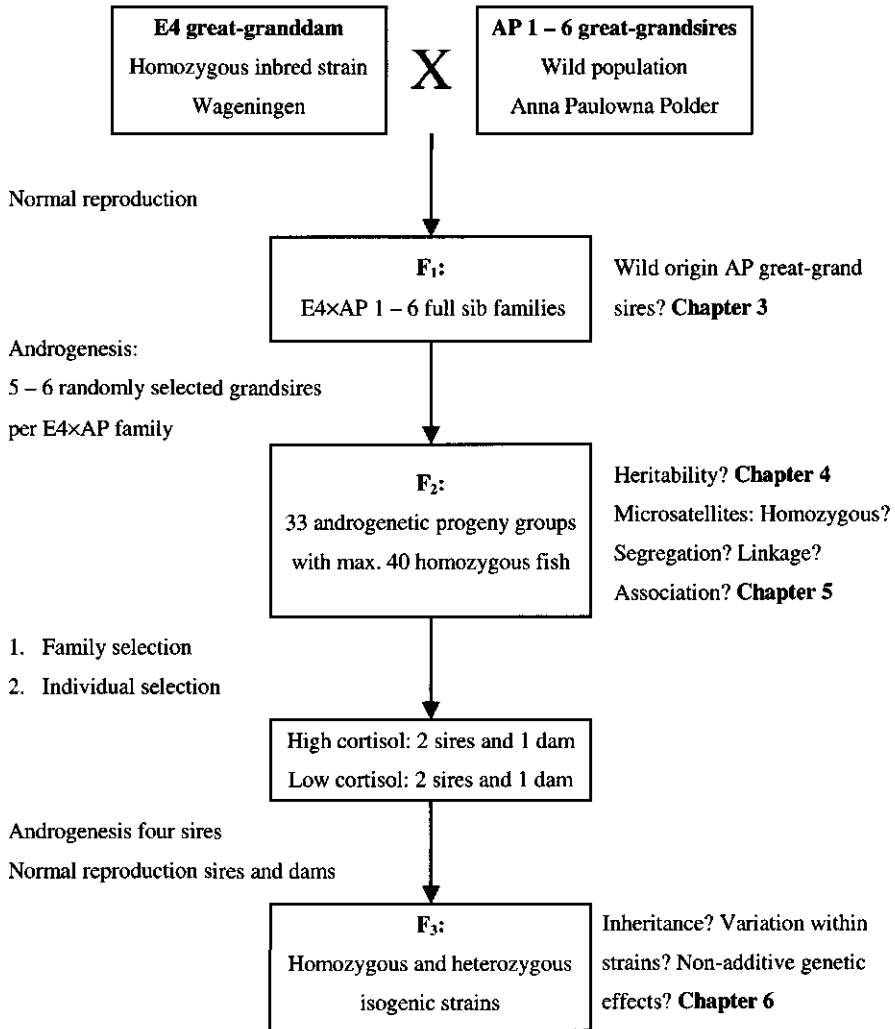 E4 great-granddam
Homozygous inbred strain
Wageningen
X
AP 1 – 6 great-grandsires
Wild population
Anna Paulowna Polder
Normal reproduction
F₁:
E4×AP 1 – 6 full sib families
Wild origin AP great-grand
sires? Chapter 3
Androgenesis:
5 – 6 randomly selected grandsires
per E4×AP family
F₂:
33 androgenetic progeny groups
with max. 40 homozygous fish
Heritability? Chapter 4
Microsatellites: Homozygous?
Segregation? Linkage?
Association? Chapter 5
1. Family selection
2. Individual selection
High cortisol: 2 sires and 1 dam
Low cortisol: 2 sires and 1 dam
Androgenesis four sires
Normal reproduction sires and dams
F₃:
Homozygous and heterozygous
isogenic strains
Inheritance? Variation within
strains? Non-additive genetic
effects? Chapter 6